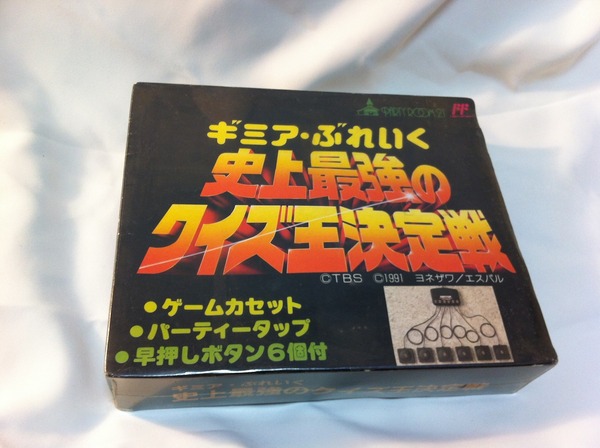 PARTYROOM21
FF
ギミア・ぶれいく
史上最強の
クイズ王決定戦
©TBS ©1991 ヨネザワ/エスパル
●ゲームカセット
●パーティータップ
●早押しボタン6個付
ギミア・ぶれいく
史上最強のクイズ王決定戦